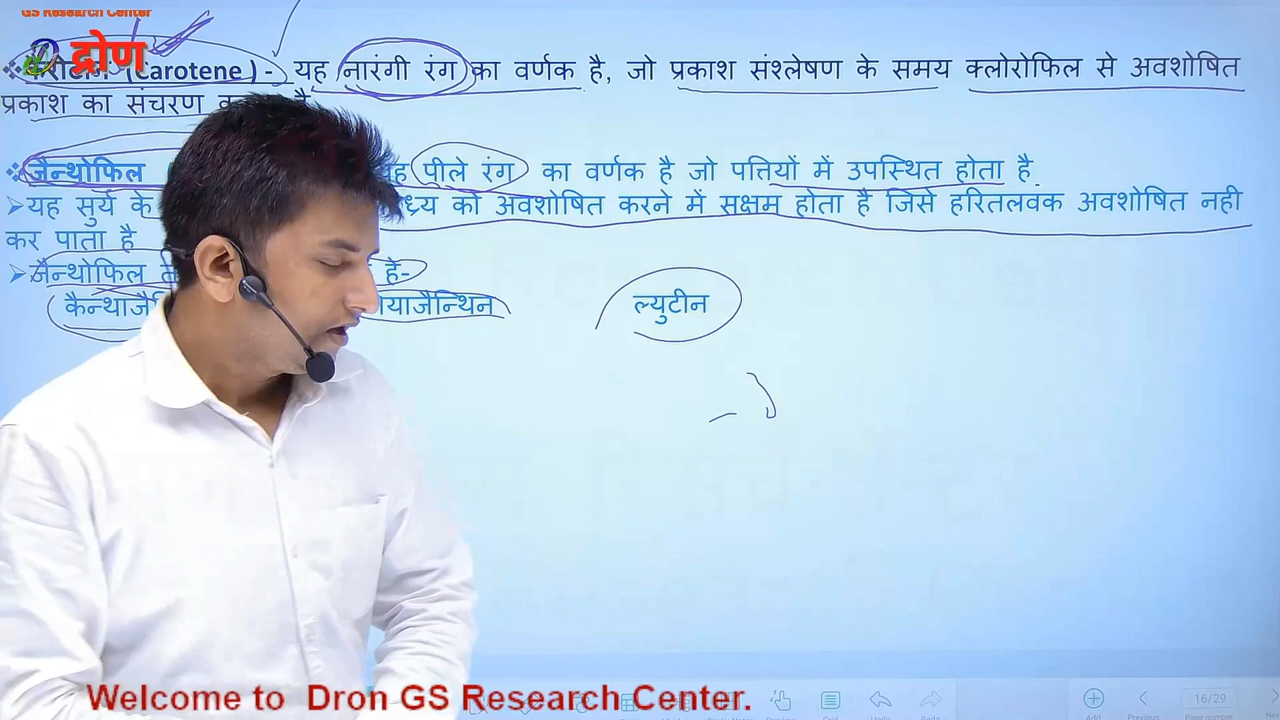 GS Research Center
द्रोण
(Carotene) - यह नारंगी रंग का वर्णक है, जो प्रकाश संश्लेषण के समय क्लोरोफिल से अवशोषित
प्रकाश का संचरण
जैन्थोफिल पीले रंग का वर्णक है जो पत्तियों में उपस्थित होता है.
➢यह सुर्य के को अवशोषित करने में सक्षम होता है जिसे हरितलवक अवशोषित नही
कर पाता है
➢जैन्थोफिल है-
ल्युटीन
Welcome to Dron GS Research Center.
16/29